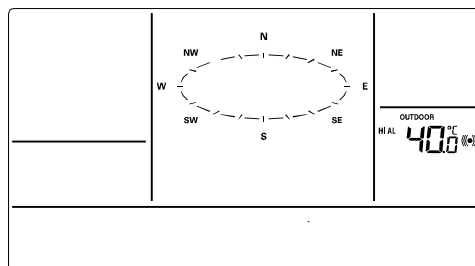 N
NW NE
W E
SW SE
S
OUTDOOR
HI AL 40.0 °C